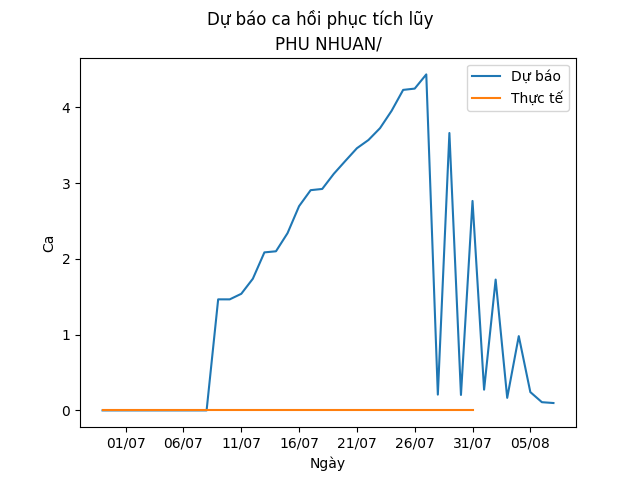 Dự báo ca hồi phục tích lũy
PHU NHUAN/
Dự báo
Thực tế
Ca
4
3
2
1
0
01/07 06/07 11/07 16/07 21/07 26/07 31/07 05/08
Ngày